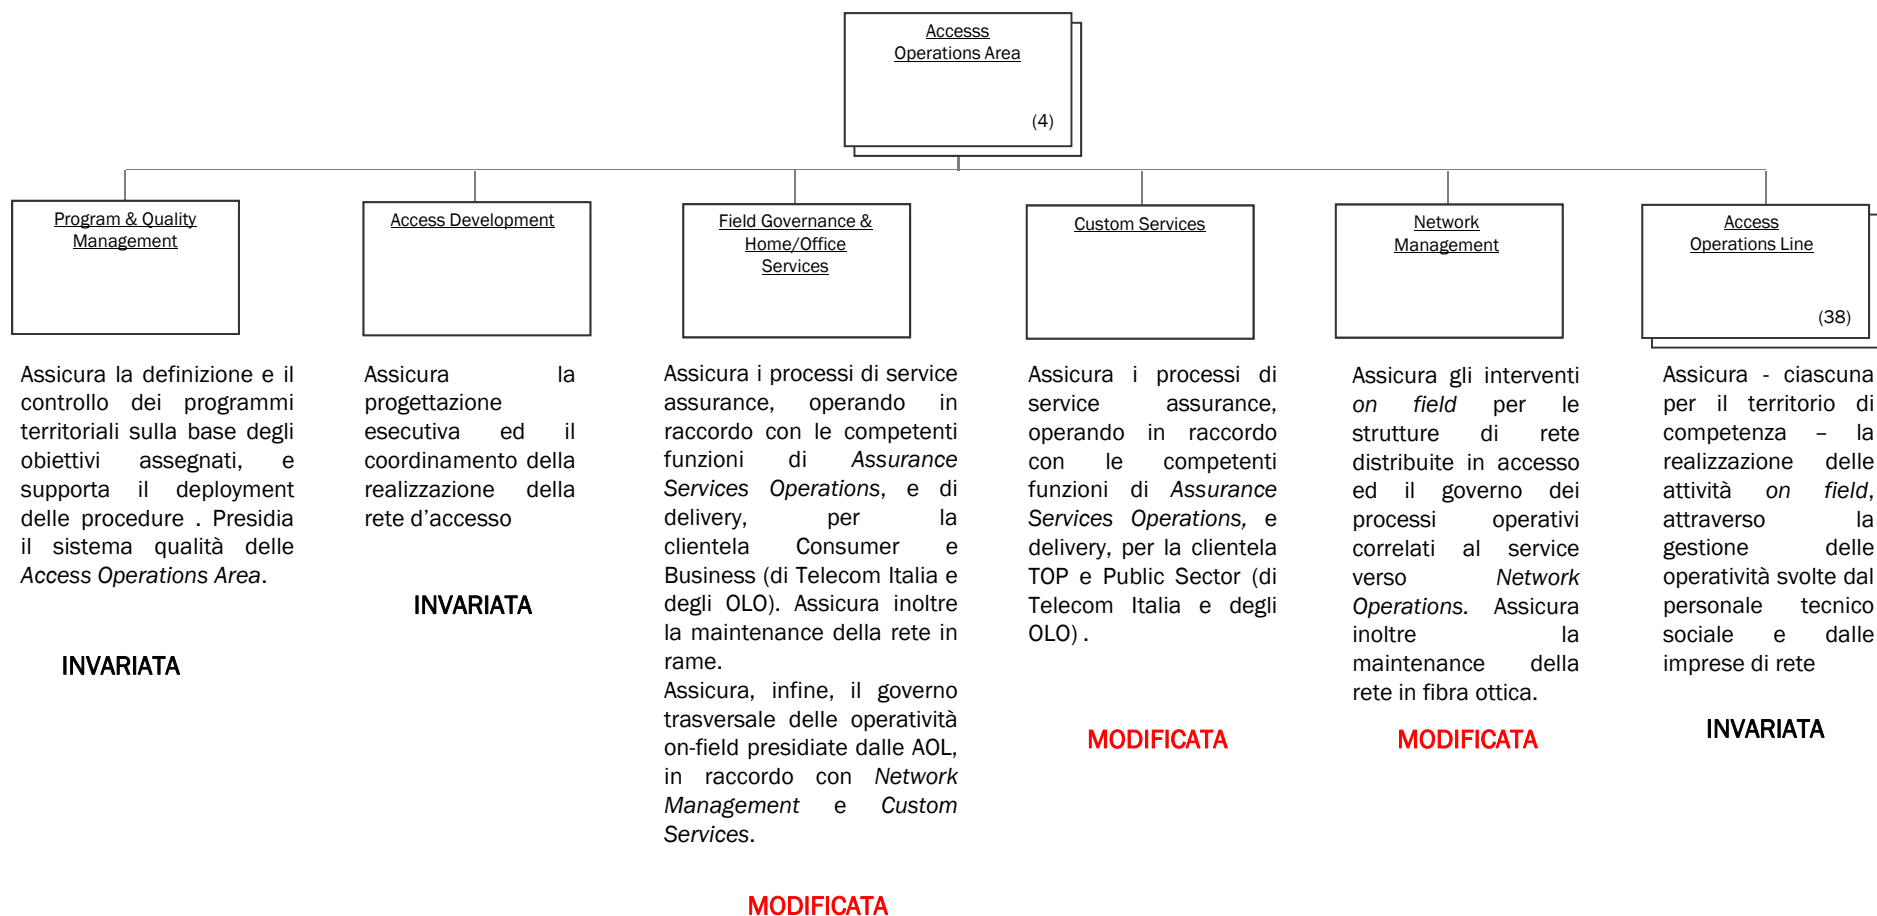 Accesss
Operations Area
(4)
Program & Quality
Management
Access Development
Field Governance &
Home/Office
Services
Custom Services
Network
Management
Access
Operations Line
(38)
Assicura la definizione e il
controllo dei programmi
territoriali sulla base degli
obiettivi assegnati, e
supporta il deployment
delle procedure . Presidia
il sistema qualità delle
Access Operations Area.
INVARIATA
Assicura la
progettazione
esecutiva ed il
coordinamento della
realizzazione della
rete d'accesso
INVARIATA
Assicura i processi di service
assurance, operando in
raccordo con le competenti
funzioni di Assurance
Services Operations, e di
delivery, per la
clientela Consumer e
Business (di Telecom Italia e
degli OLO). Assicura inoltre
la maintenance della rete in
rame.
Assicura, infine, il governo
trasversale delle operatività
on-field presidiate dalle AOL,
in raccordo con Network
Management e Custom
Services.
MODIFICATA
Assicura i processi di
service assurance,
operando in raccordo
con le competenti
funzioni di Assurance
Services Operations, e
delivery, per la clientela
TOP e Public Sector (di
Telecom Italia e degli
OLO) .
MODIFICATA
Assicura gli interventi
on field per le
strutture di rete
distribuite in accesso
ed il governo dei
processi operativi
correlati al service
verso Network
Operations. Assicura
inoltre la
maintenance della
rete in fibra ottica.
MODIFICATA
Assicura - ciascuna
per il territorio di
competenza – la
realizzazione delle
attività on field,
attraverso la
gestione delle
operatività svolte dal
personale tecnico
sociale e dalle
imprese di rete
INVARIATA